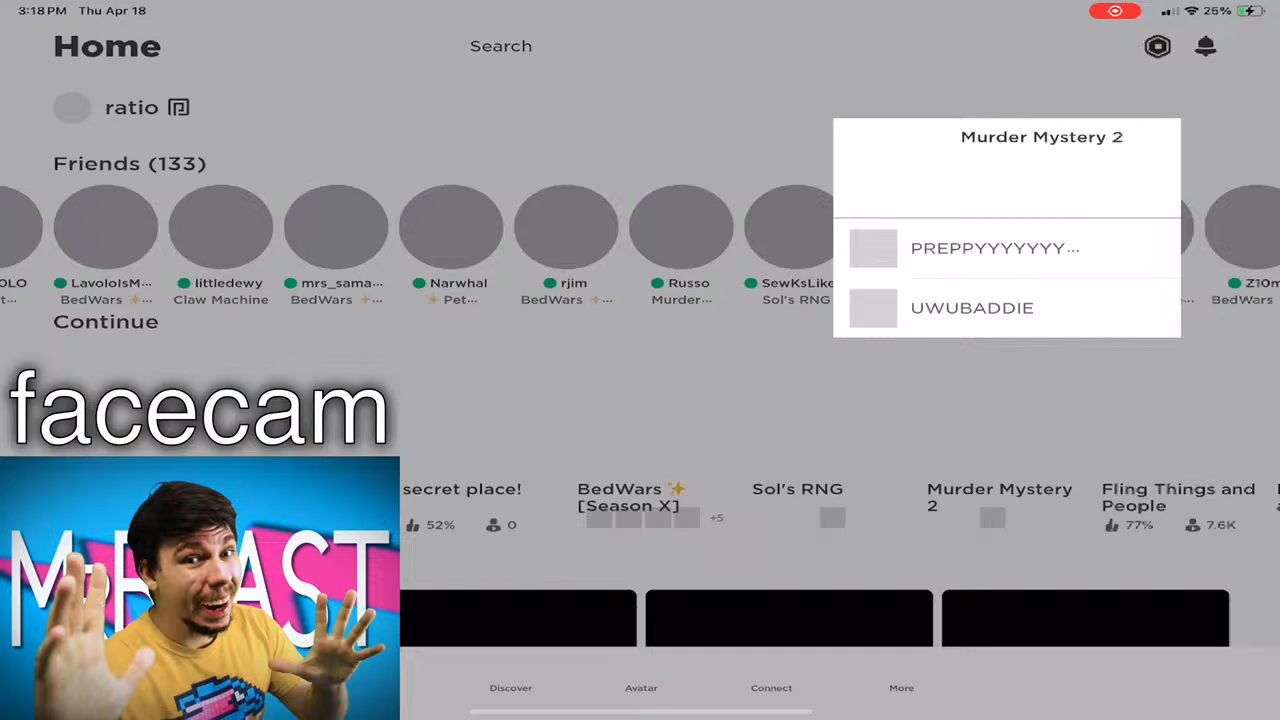 3:18 PM Thu Apr 18
25%
Home
Search
ratio
Friends (133)
Murder Mystery 2
PREPPYYYYYYY...
UWUBADDIE
OLO
LavoloIsM...
BedWars ✨...
littledewy
Claw Machine
mrs_sama...
BedWars ✨...
Narwhal
✨ Pet...
rjim
BedWars ✨...
Russo
Murder...
SewKsLike
Sol's RNG
Z10m
BedWars
Continue
facecam
secret place!
52% 0
BedWars ✨
[Season X]
+5
Sol's RNG
Murder Mystery
2
Fling Things and
People
77% 7.6K
Discover
Avatar
Connect
More